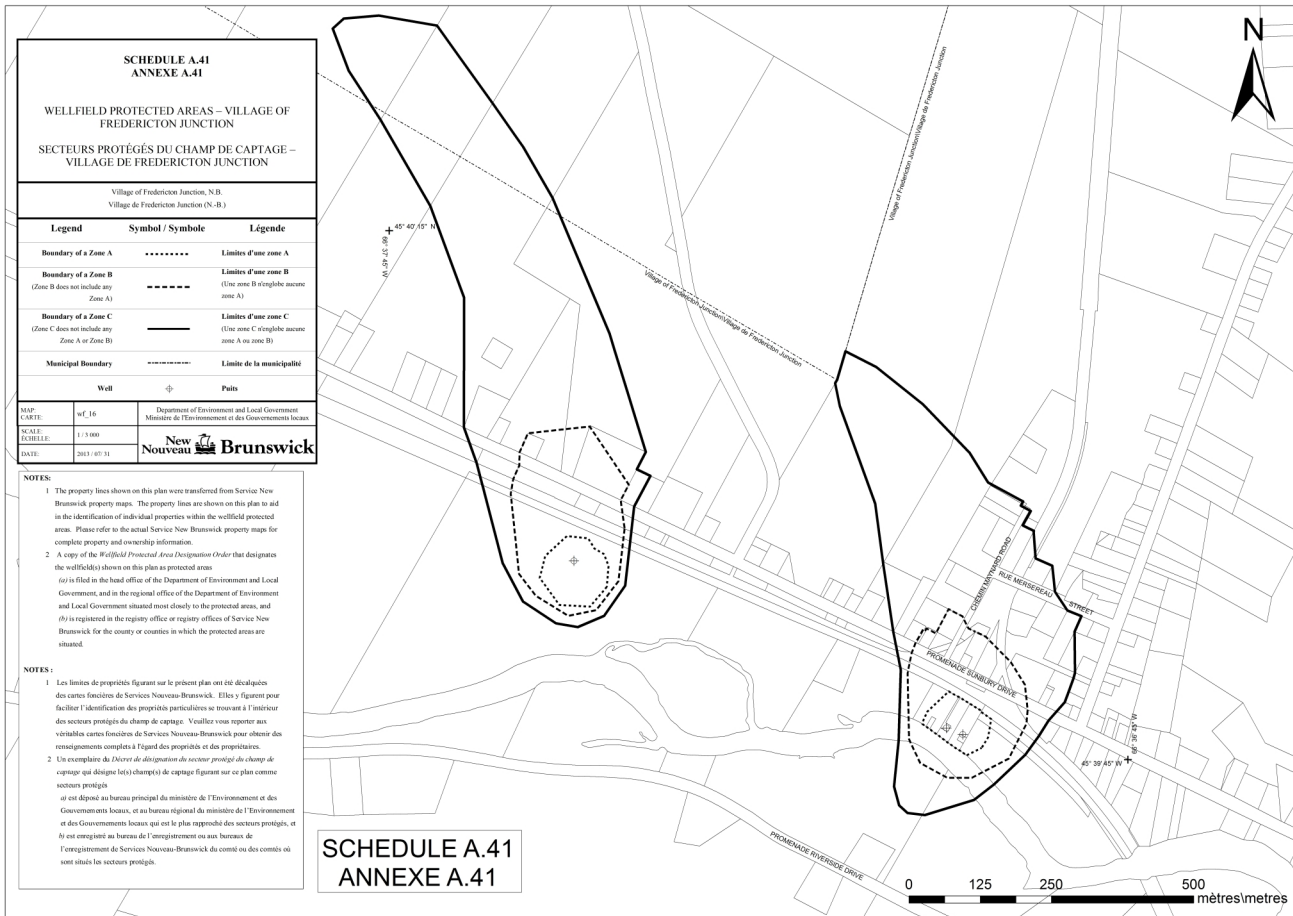 SCHEDULE A.41
ANNEXE A.41
WELLFIELD PROTECTED AREAS – VILLAGE OF
FREDERICTON JUNCTION
SECTEURS PROTÉGÉS DU CHAMP DE CAPTAGE –
VILLAGE DE FREDERICTON JUNCTION
Village of Fredericton Junction, N.B.
Village de Fredericton Junction (N.-B.)
Legend Symbol / Symbole Légende
Boundary of a Zone A Limites d'une zone A
Boundary of a Zone B Limites d'une zone B
(Zone B does not include any (Une zone B n'englobe aucune
Zone A) zone A)
Boundary of a Zone C Limites d'une zone C
(Zone C does not include any (Une zone C n'englobe aucune
Zone A or Zone B) zone A ou zone B)
Municipal Boundary Limite de la municipalité
Well Puits
MAP: wf_16 Department of Environment and Local Government
CARTE: Ministère de l'Environnement et des Gouvernements locaux
SCALE: 1 / 3 000
ÉCHELLE:
New Nouveau Brunswick
DATE: 2013 / 07/ 31
NOTES:
1 The property lines shown on this plan were transferred from Service New
Brunswick property maps. The property lines are shown on this plan to aid
in the identification of individual properties within the wellfield protected
areas. Please refer to the actual Service New Brunswick property maps for
complete property and ownership information.
2 A copy of the Wellfield Protected Area Designation Order that designates
the wellfield(s) shown on this plan as protected areas
(a) is filed in the head office of the Department of Environment and Local
Government, and in the regional office of the Department of Environment
and Local Government situated most closely to the protected areas, and
(b) is registered in the registry office or registry offices of Service New
Brunswick for the county or counties in which the protected areas are
situated.
NOTES :
1 Les limites de propriétés figurant sur le présent plan ont été décalquées
des cartes foncières de Services Nouveau-Brunswick. Elles y figurent pour
faciliter l'identification des propriétés particulières se trouvant à l'intérieur
des secteurs protégés du champ de captage. Veuillez vous reporter aux
véritables cartes foncières de Services Nouveau-Brunswick pour obtenir des
renseignements complets à l'égard des propriétés et des propriétaires.
2 Un exemplaire du Décret de désignation du secteur protégé du champ de
captage qui désigne le(s) champ(s) de captage figurant sur ce plan comme
secteurs protégés
a) est déposé au bureau principal du ministère de l'Environnement et des
Gouvernements locaux, et au bureau régional du ministère de l'Environnement
et des Gouvernements locaux qui est le plus rapproché des secteurs protégés, et
b) est enregistré au bureau de l'enregistrement ou aux bureaux de
l'enregistrement de Services Nouveau-Brunswick du comté ou des comtés où
sont situés les secteurs protégés.
N
45° 40' 15" N
66° 37' 45" W
Village of Fredericton Junction\Village de Fredericton Junction
Village of Fredericton Junction\Village de Fredericton Junction
CHEMIN MAYNARD ROAD
RUE MERSEREAU STREET
PROMENADE SUNBURY DRIVE
66° 36' 45" W
45° 39' 45" W
PROMENADE RIVERSIDE DRIVE
SCHEDULE A.41
ANNEXE A.41
0 125 250 500
mètres\metres